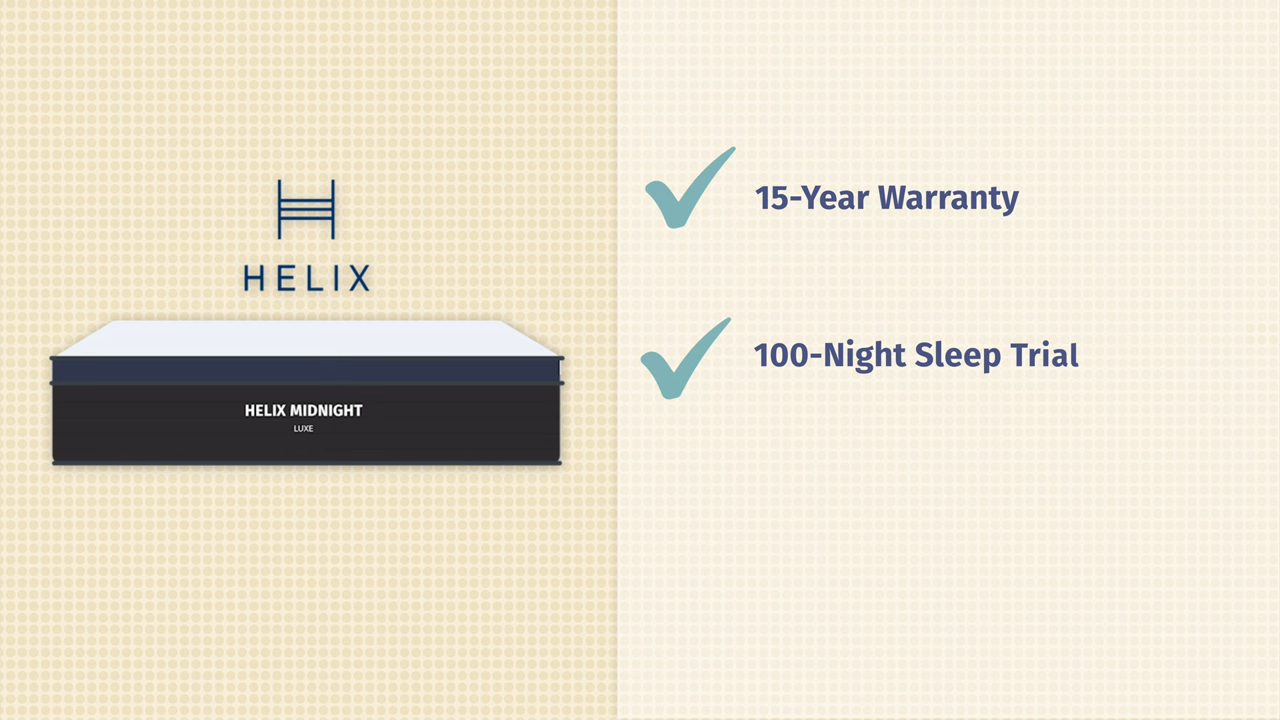 HELIX
HELIX MIDNIGHT
LUXE
15-Year Warranty
100-Night Sleep Trial